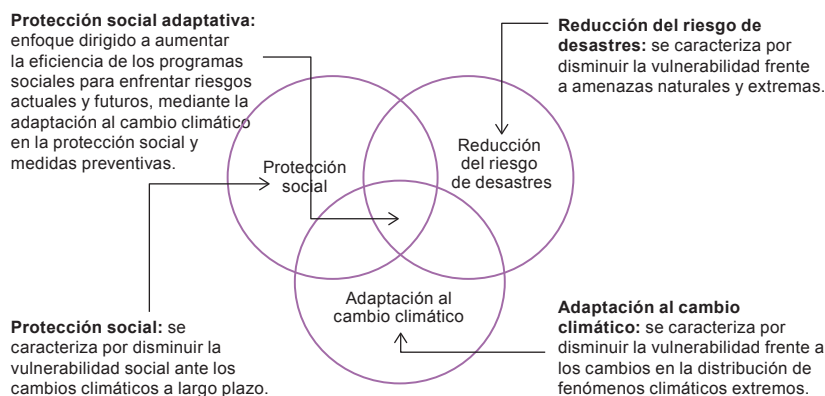 Protección social adaptativa:
enfoque dirigido a aumentar
la eficiencia de los programas
sociales para enfrentar riesgos
actuales y futuros, mediante la
adaptación al cambio climático
en la protección social y
medidas preventivas.
Reducción del riesgo de
desastres: se caracteriza por
disminuir la vulnerabilidad frente
a amenazas naturales y extremas.
Protección
social
Reducción
del riesgo
de desastres
Adaptación al
cambio climático
Protección social: se
caracteriza por disminuir la
vulnerabilidad social ante los
cambios climáticos a largo plazo.
Adaptación al cambio
climático: se caracteriza por
disminuir la vulnerabilidad frente a
los cambios en la distribución de
fenómenos climáticos extremos.